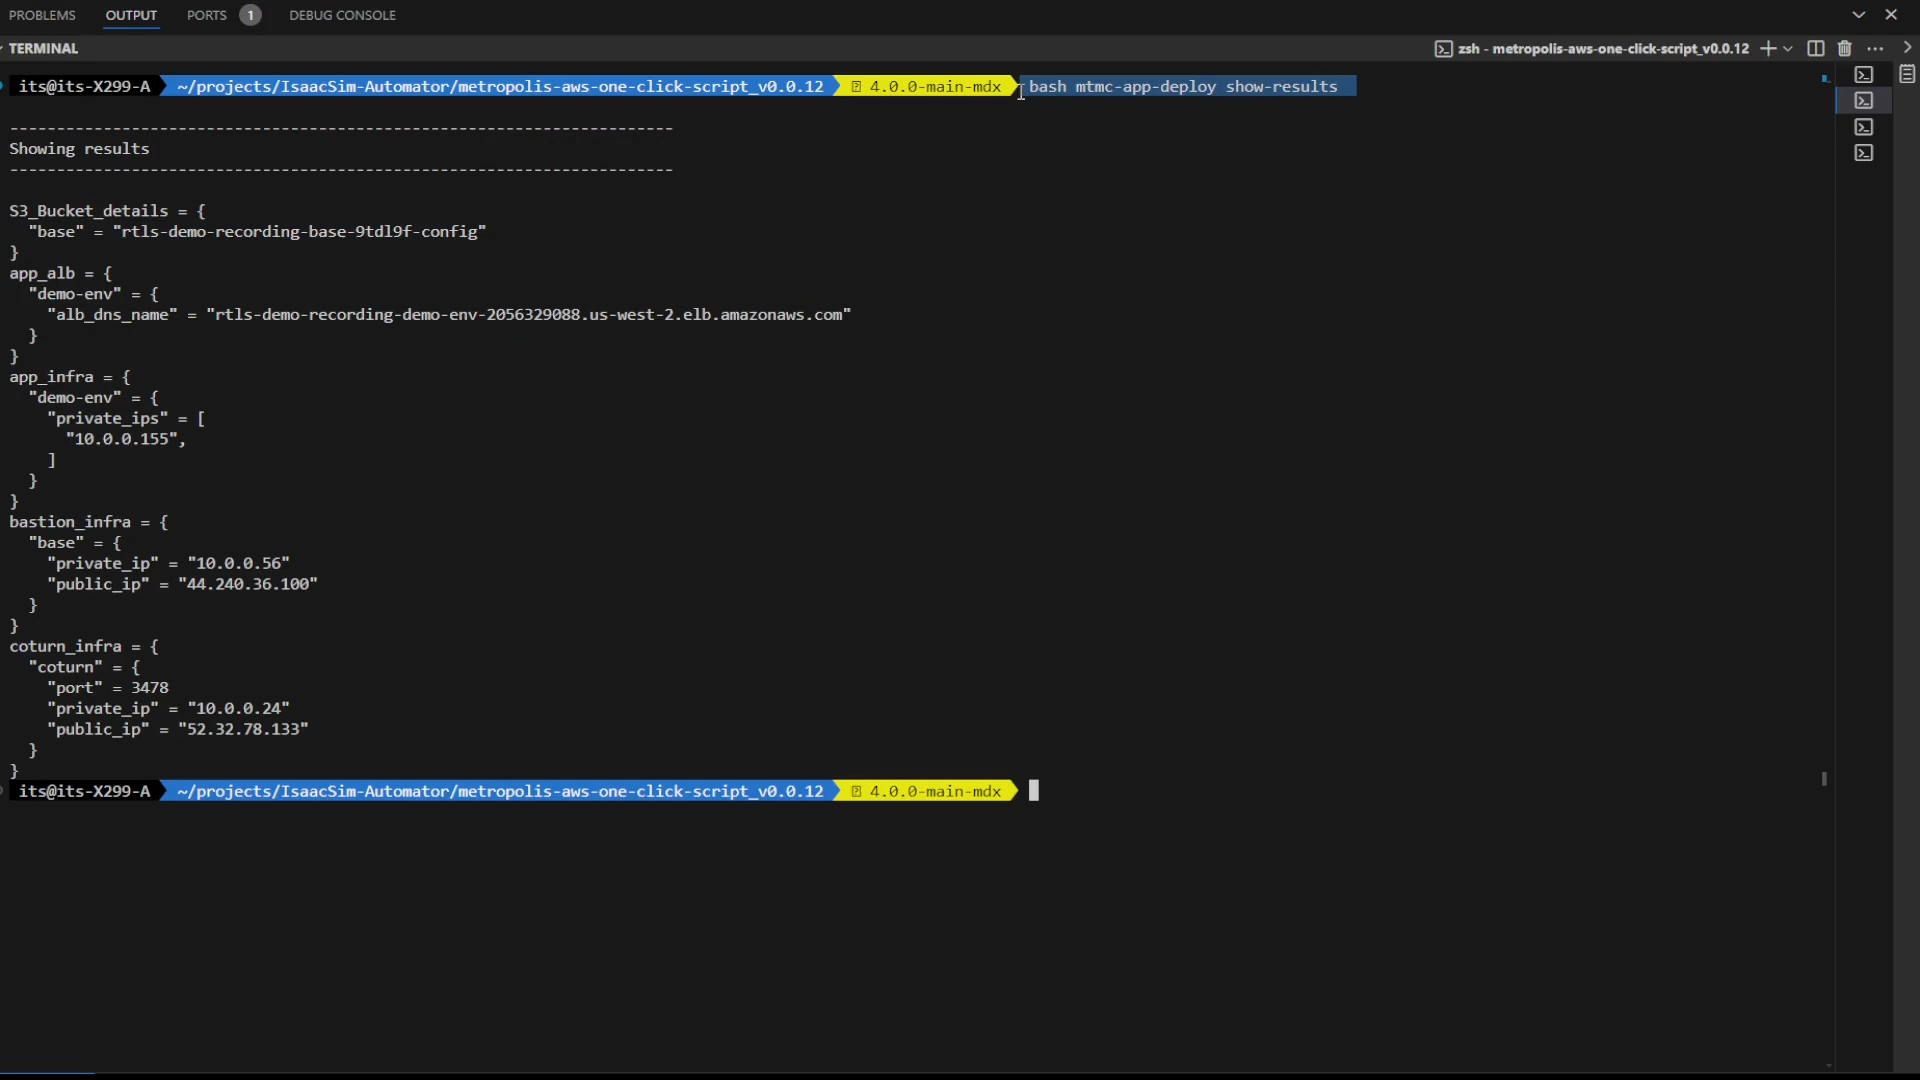 PROBLEMS OUTPUT PORTS 1 DEBUG CONSOLE
TERMINAL zsh - metropolis-aws-one-click-script_v0.0.12
its@its-X299-A ~/projects/IsaacSim-Automator/metropolis-aws-one-click-script_v0.0.12 4.0.0-main-mdx bash mtmc-app-deploy show-results
-----------------------------------------------------------------------
Showing results
-----------------------------------------------------------------------
S3_Bucket_details = {
"base" = "rtls-demo-recording-base-9tdl9f-config"
}
app_alb = {
"demo-env" = {
"alb_dns_name" = "rtls-demo-recording-demo-env-2056329088.us-west-2.elb.amazonaws.com"
}
}
app_infra = {
"demo-env" = {
"private_ips" = [
"10.0.0.155",
]
}
}
bastion_infra = {
"base" = {
"private_ip" = "10.0.0.56"
"public_ip" = "44.240.36.100"
}
}
coturn_infra = {
"coturn" = {
"port" = 3478
"private_ip" = "10.0.0.24"
"public_ip" = "52.32.78.133"
}
}
its@its-X299-A ~/projects/IsaacSim-Automator/metropolis-aws-one-click-script_v0.0.12 4.0.0-main-mdx